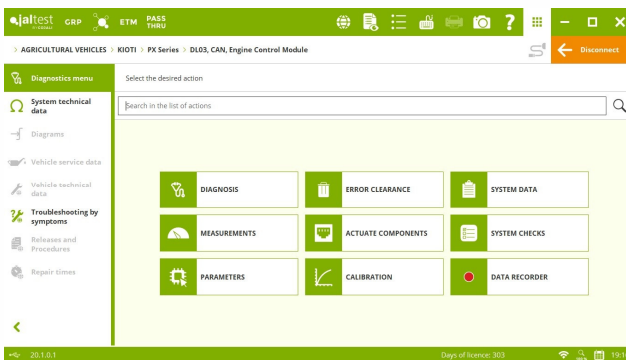 jaltest GRP ETM PASS THRU
> AGRICULTURAL VEHICLES > KIOTI > PX Series > DL03, CAN, Engine Control Module
Disconnect
Diagnostics menu
Select the desired action
System technical data
Search in the list of actions
Diagrams
Vehicle service data
Vehicle technical data
Troubleshooting by symptoms
Releases and Procedures
Repair times
DIAGNOSIS
ERROR CLEARANCE
SYSTEM DATA
MEASUREMENTS
ACTUATE COMPONENTS
SYSTEM CHECKS
PARAMETERS
CALIBRATION
DATA RECORDER
20.1.0.1
Days of licence: 303